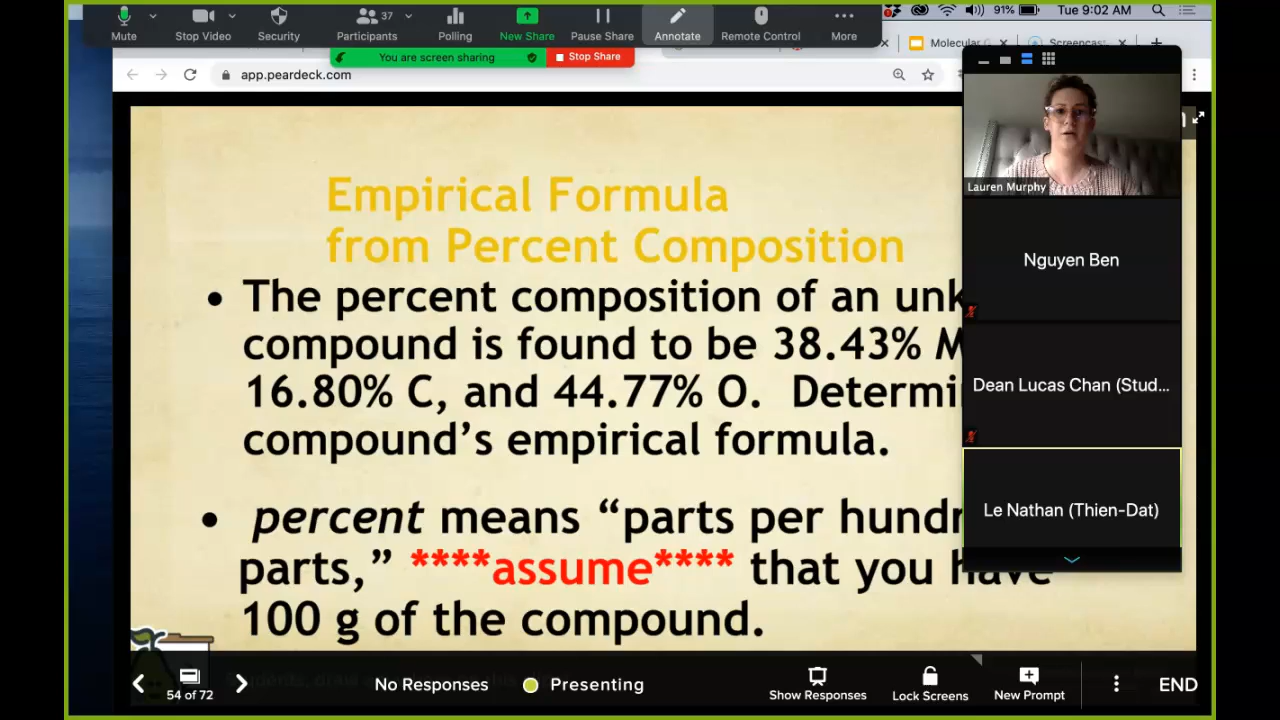 37
91%
Tue 9:02 AM
Mute
Stop Video
Security
Participants
Polling
New Share
Pause Share
Annotate
Remote Control
More
You are screen sharing
Stop Share
Molecular G
Screencast
app.peardeck.com
Empirical Formula
from Percent Composition
Lauren Murphy
• The percent composition of an unk
compound is found to be 38.43% M
16.80% C, and 44.77% O. Determi
compound’s empirical formula.
Nguyen Ben
Dean Lucas Chan (Stud...
Le Nathan (Thien-Dat)
• percent means “parts per hundr
parts,” ****assume**** that you have
100 g of the compound.
54 of 72
No Responses
Presenting
Show Responses
Lock Screens
New Prompt
END